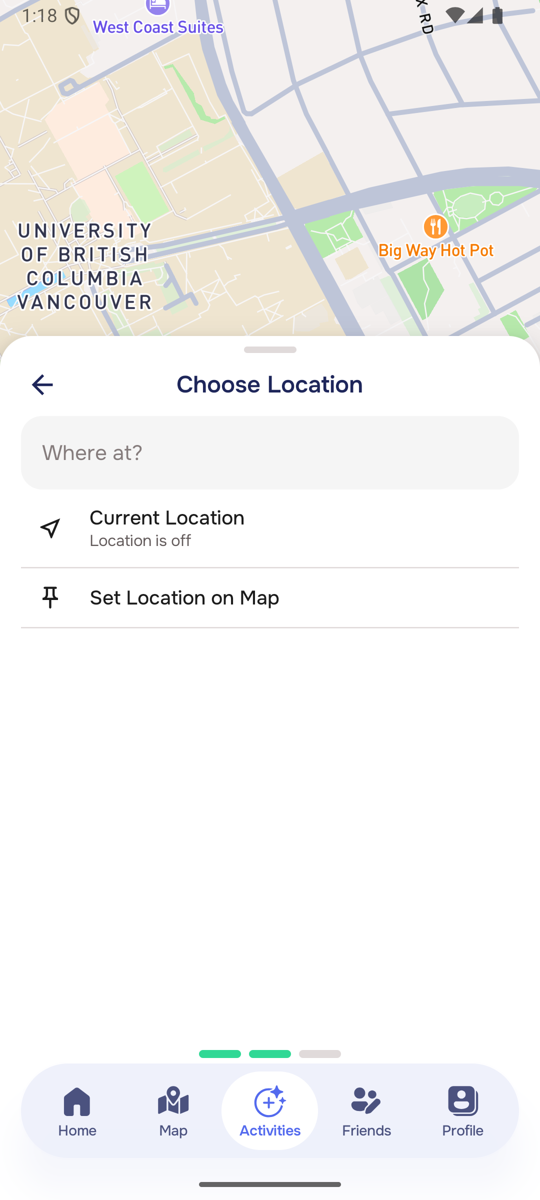 1:18
West Coast Suites
X RD
UNIVERSITY
OF BRITISH
COLUMBIA
VANCOUVER
Big Way Hot Pot
Choose Location
Where at?
Current Location
Location is off
Set Location on Map
Home
Map
Activities
Friends
Profile